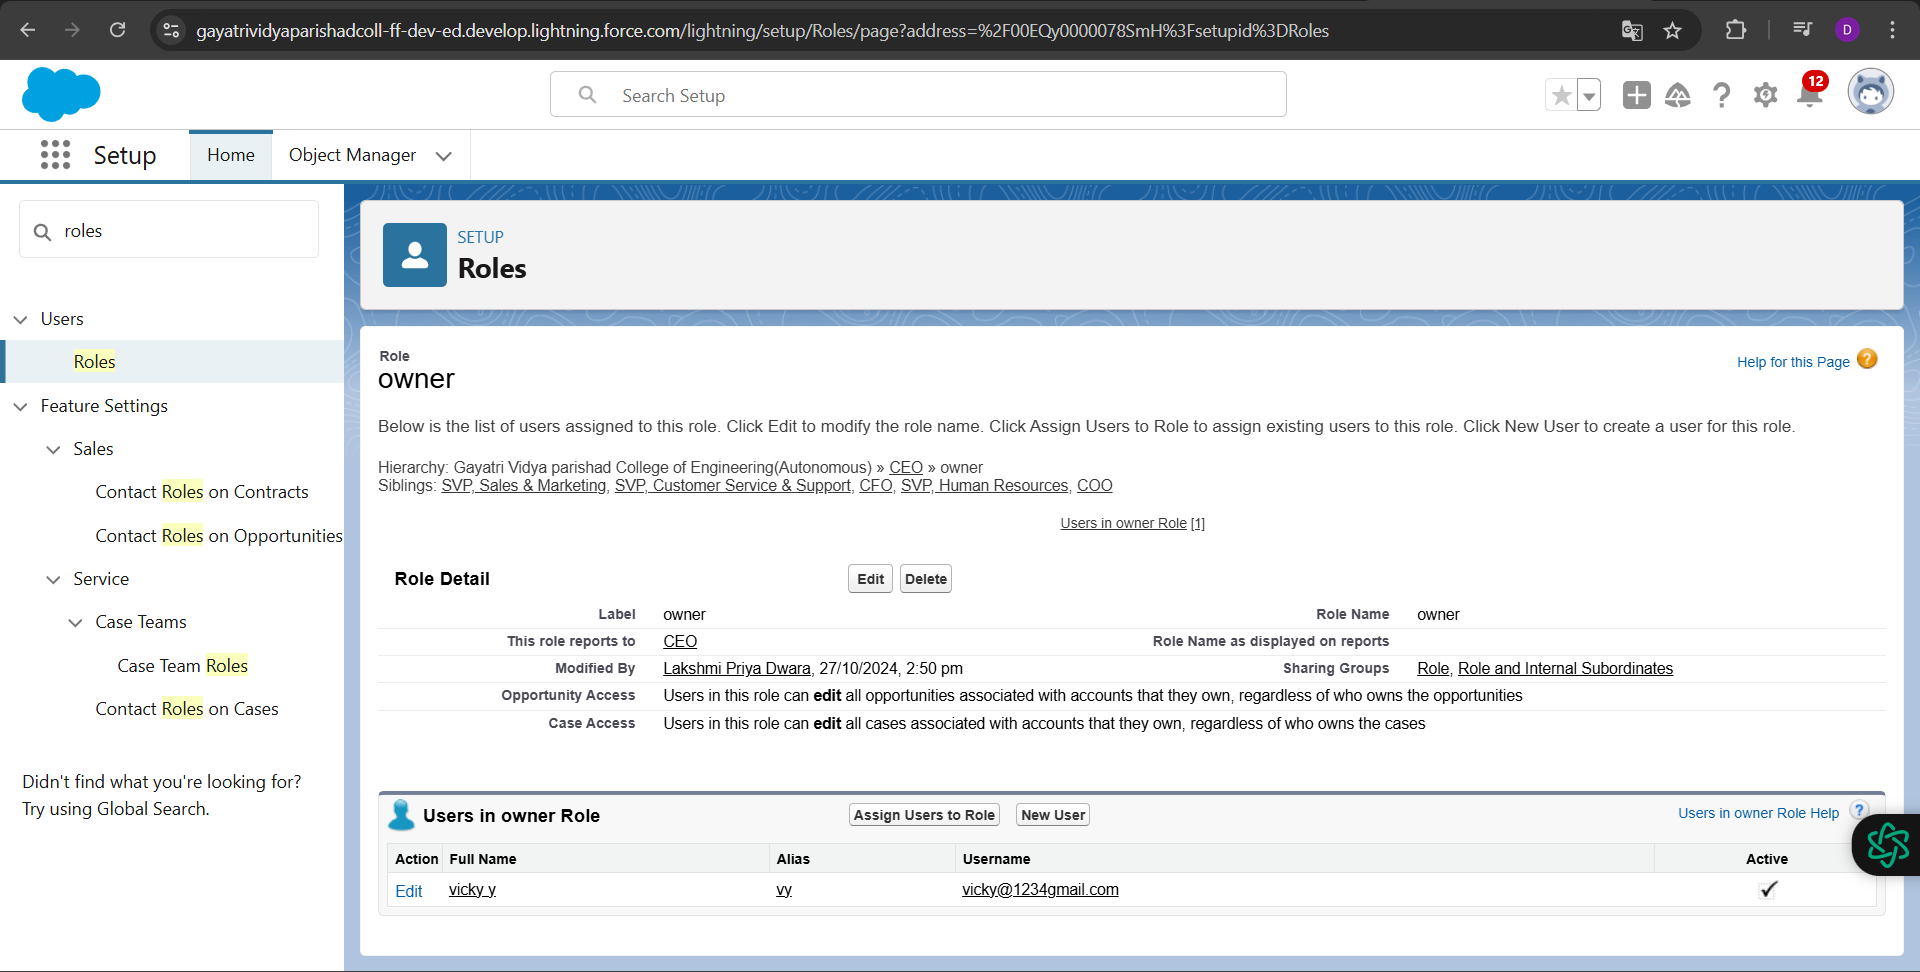 gayatrividyaparishadcoll-ff-dev-ed.develop.lightning.force.com/lightning/setup/Roles/page?address=%2F00EQy0000078SmH%3Fsetupid%3DRoles
D
Search Setup
12
Setup
Home
Object Manager
roles
Users
Roles
Feature Settings
Sales
Contact Roles on Contracts
Contact Roles on Opportunities
Service
Case Teams
Case Team Roles
Contact Roles on Cases
Didn't find what you're looking for?
Try using Global Search.
SETUP
Roles
Role
owner
Help for this Page ?
Below is the list of users assigned to this role. Click Edit to modify the role name. Click Assign Users to Role to assign existing users to this role. Click New User to create a user for this role.
Hierarchy: Gayatri Vidya parishad College of Engineering(Autonomous) » CEO » owner
Siblings: SVP, Sales & Marketing, SVP, Customer Service & Support, CFO, SVP, Human Resources, COO
Users in owner Role [1]
Role Detail Edit Delete
Label owner Role Name owner
This role reports to CEO Role Name as displayed on reports
Modified By Lakshmi Priya Dwara, 27/10/2024, 2:50 pm Sharing Groups Role, Role and Internal Subordinates
Opportunity Access Users in this role can edit all opportunities associated with accounts that they own, regardless of who owns the opportunities
Case Access Users in this role can edit all cases associated with accounts that they own, regardless of who owns the cases
Users in owner Role Assign Users to Role New User Users in owner Role Help ?
Action Full Name Alias Username Active
Edit vicky y vy vicky@1234gmail.com